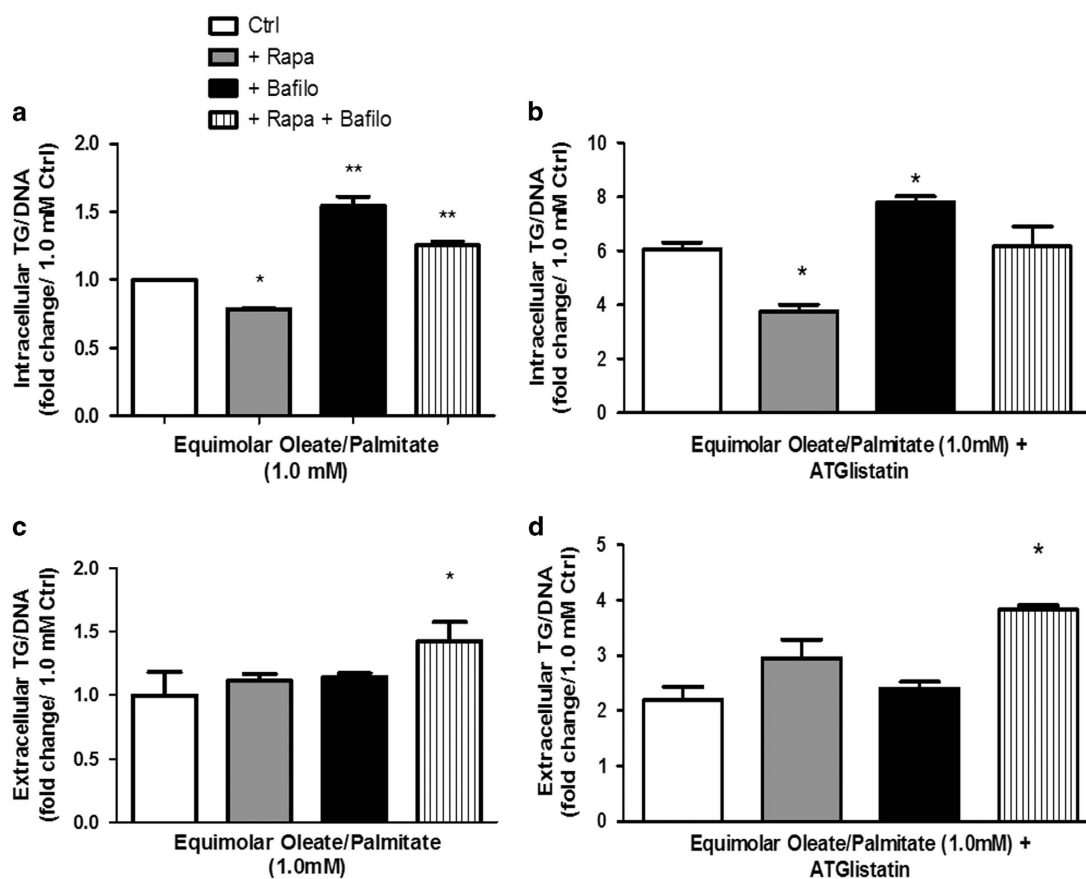 Ctrl
+ Rapa
+ Bafilo
+ Rapa + Bafilo
a
Intracellular TG/DNA
(fold change/ 1.0 mM Ctrl)
2.0
1.5
1.0
0.5
0.0
*
**
**
Equimolar Oleate/Palmitate
(1.0 mM)
b
Intracellular TG/DNA
(fold change/ 1.0 mM Ctrl)
10
8
6
4
2
0
*
*
Equimolar Oleate/Palmitate (1.0mM) +
ATGlistatin
c
Extracellular TG/DNA
(fold change/ 1.0 mM Ctrl)
2.0
1.5
1.0
0.5
0.0
*
Equimolar Oleate/Palmitate
(1.0mM)
d
Extracellular TG/DNA
(fold change/1.0 mM Ctrl)
5
4
3
2
1
0
*
Equimolar Oleate/Palmitate (1.0mM) +
ATGlistatin